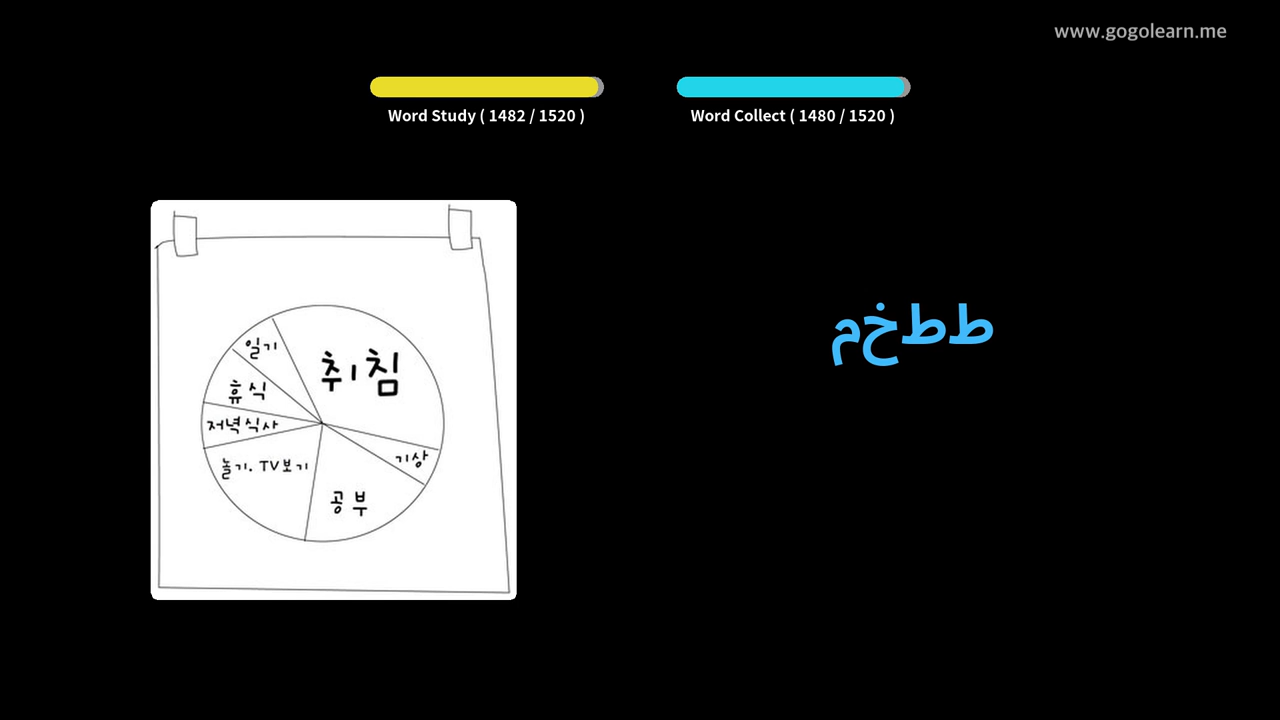 www.gogolearn.me
Word Study ( 1482 / 1520 )
Word Collect ( 1480 / 1520 )
ططخم
일기
취침
휴식
저녁식사
놀기. TV보기
기상
공부